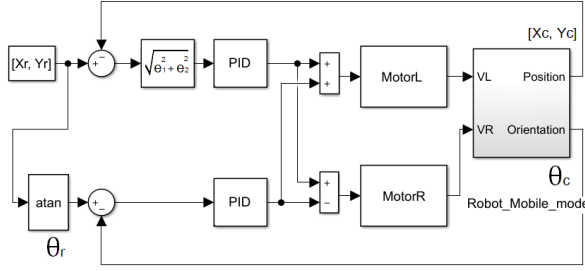 [Xc, Yc]
[Xr, Yr]
+
−
√e₁²+e₂²
PID
+
+
MotorL
VL
Position
VR
Orientation
atan
+
−
PID
+
−
MotorR
θc
θr
Robot_Mobile_mode